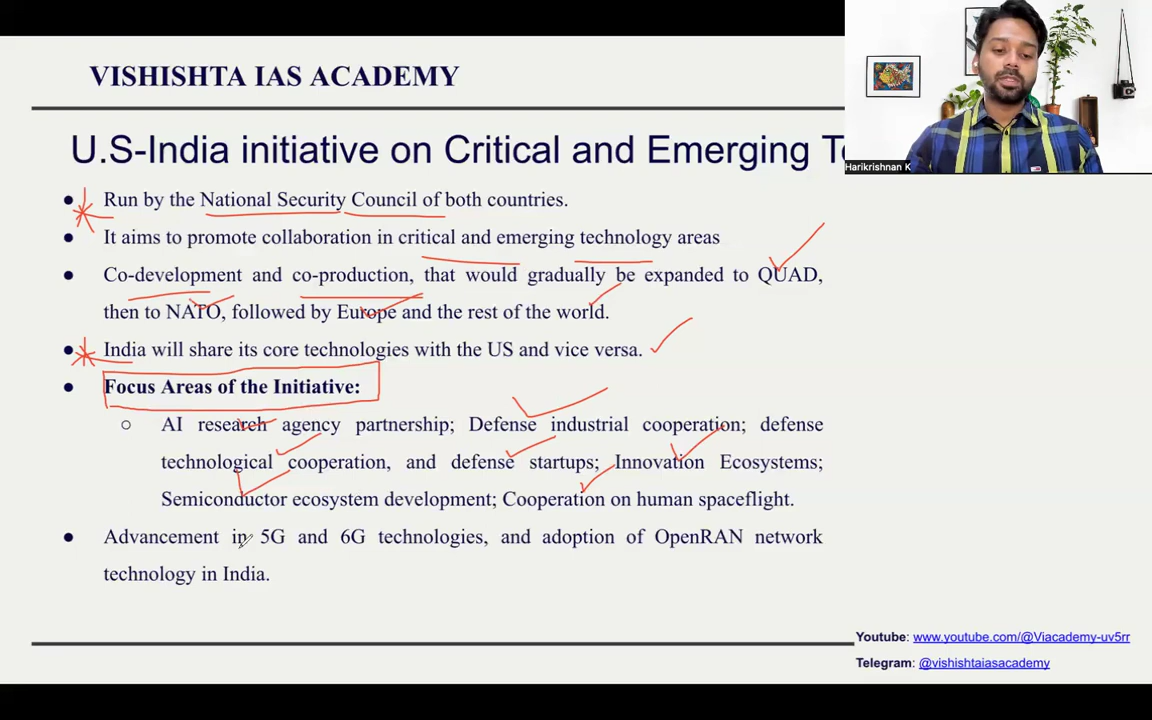 VISHISHTA IAS ACADEMY
U.S-India initiative on Critical and Emerging
Harikrishnan K
● Run by the National Security Council of both countries.
● It aims to promote collaboration in critical and emerging technology areas
● Co-development and co-production, that would gradually be expanded to QUAD,
then to NATO, followed by Europe and the rest of the world.
● India will share its core technologies with the US and vice versa.
● Focus Areas of the Initiative:
○ AI research agency partnership; Defense industrial cooperation; defense
technological cooperation, and defense startups; Innovation Ecosystems;
Semiconductor ecosystem development; Cooperation on human spaceflight.
● Advancement in 5G and 6G technologies, and adoption of OpenRAN network
technology in India.
Youtube: www.youtube.com/@Viacademy-uv5rr
Telegram: @vishishtaiasacademy